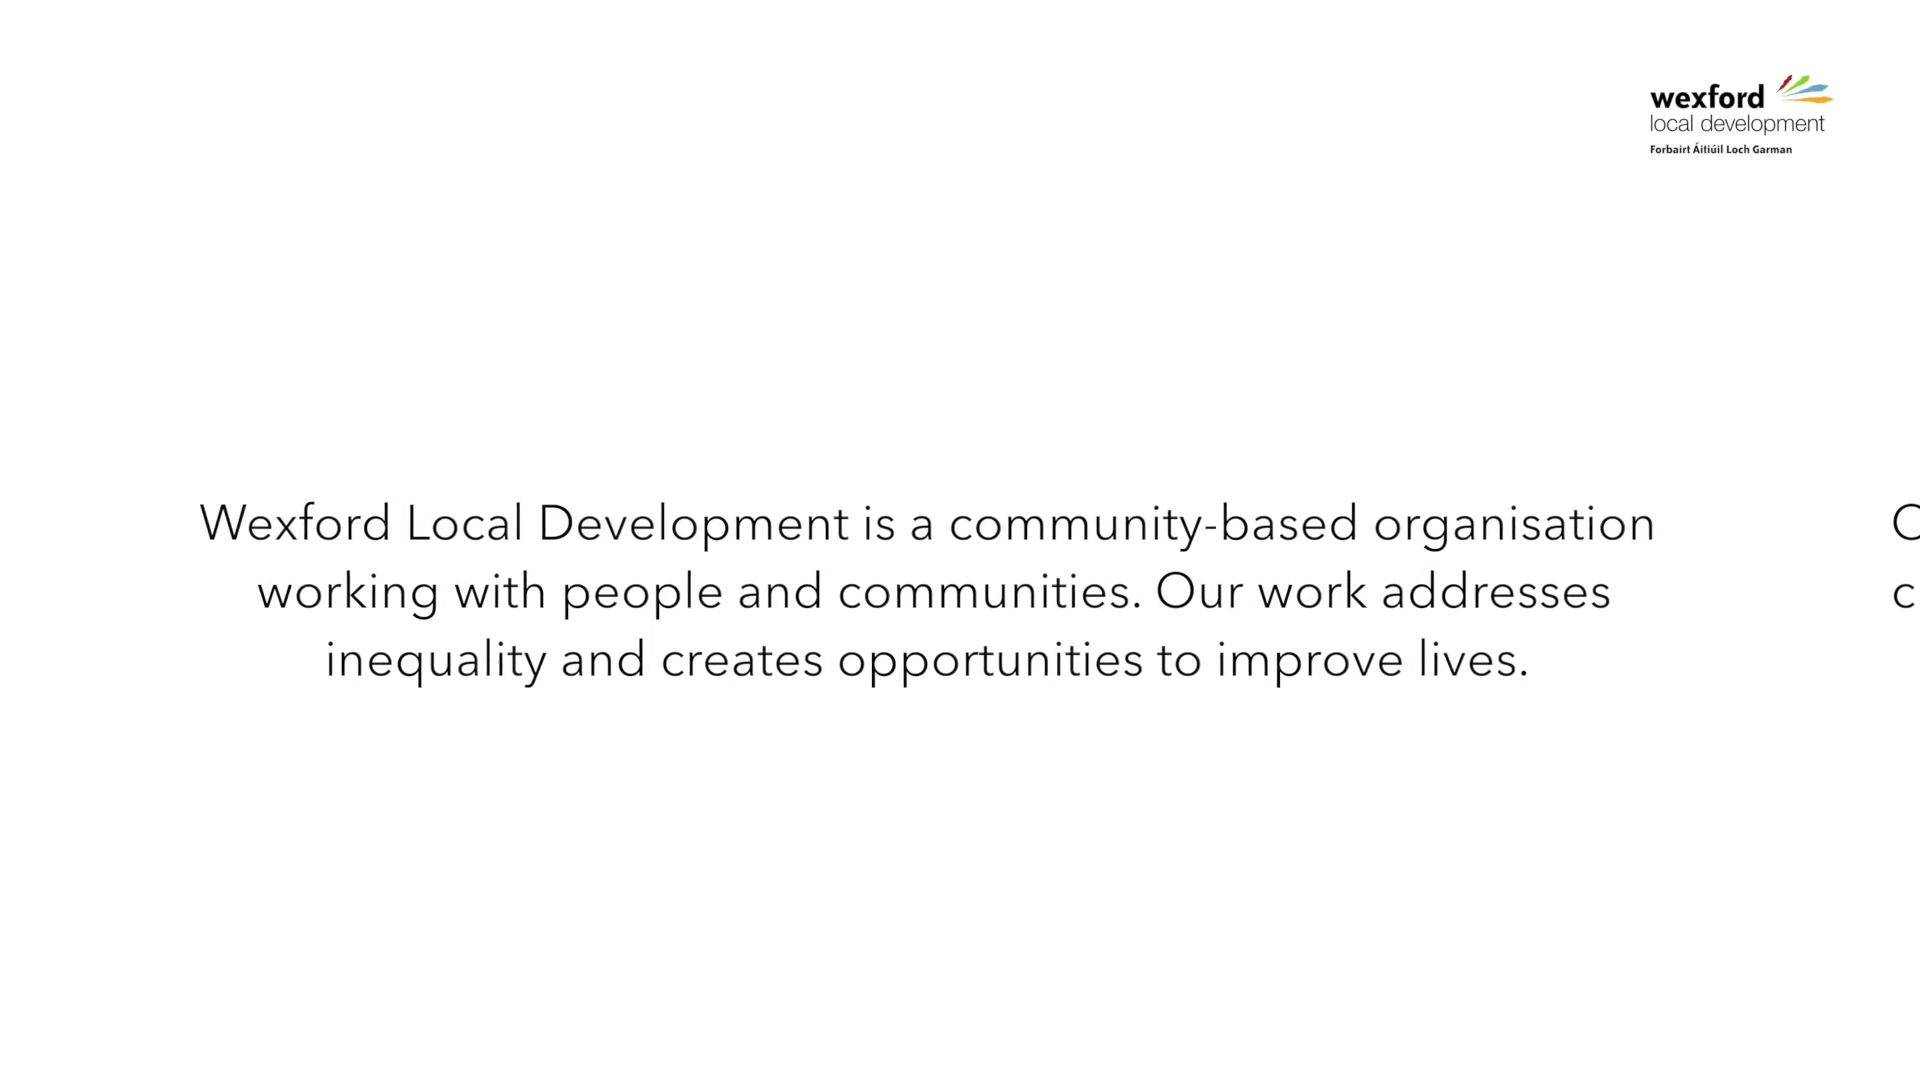 wexford
local development
Forbairt Áitiúil Loch Garman
Wexford Local Development is a community-based organisation
working with people and communities. Our work addresses
inequality and creates opportunities to improve lives.